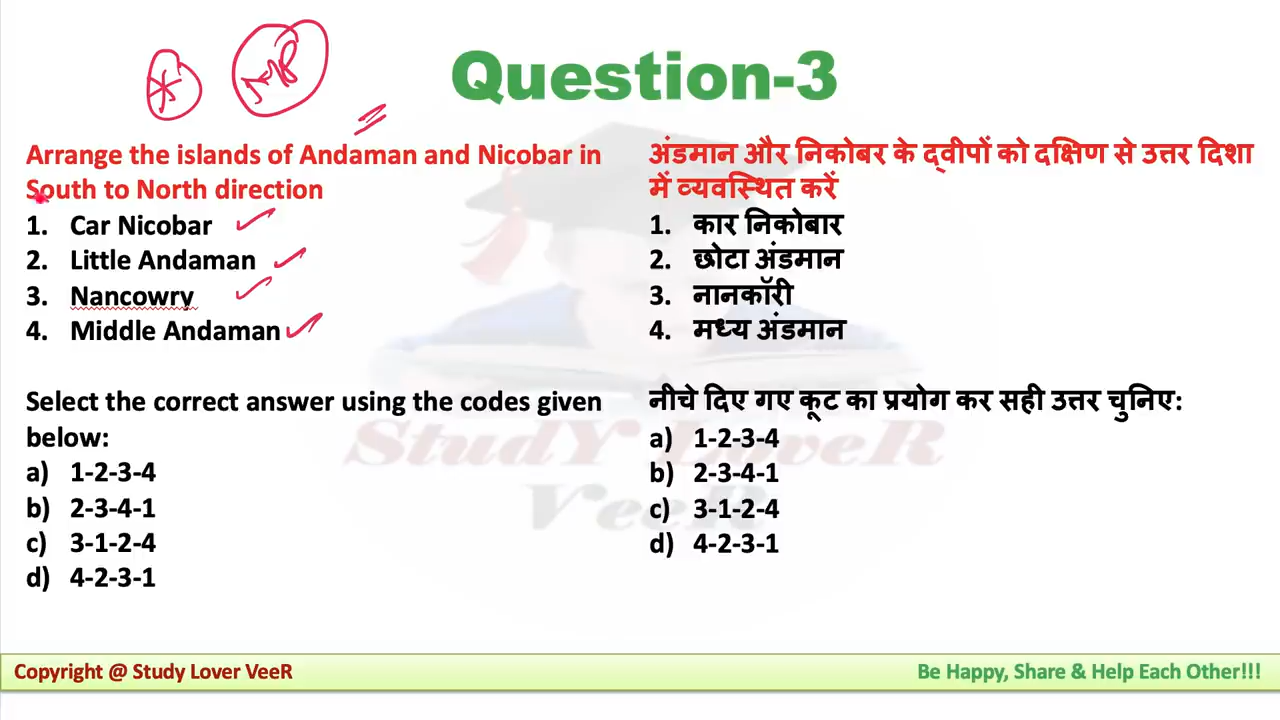 Question-3
Arrange the islands of Andaman and Nicobar in
South to North direction
1. Car Nicobar
2. Little Andaman
3. Nancowry
4. Middle Andaman
Select the correct answer using the codes given
below:
a) 1-2-3-4
b) 2-3-4-1
c) 3-1-2-4
d) 4-2-3-1
अंडमान और निकोबर के द्वीपों को दक्षिण से उत्तर दिशा
में व्यवस्थित करें
1. कार निकोबार
2. छोटा अंडमान
3. नानकॉरी
4. मध्य अंडमान
नीचे दिए गए कूट का प्रयोग कर सही उत्तर चुनिए:
a) 1-2-3-4
b) 2-3-4-1
c) 3-1-2-4
d) 4-2-3-1
StudY LoveR
VeeR
Copyright @ Study Lover VeeR
Be Happy, Share & Help Each Other!!!